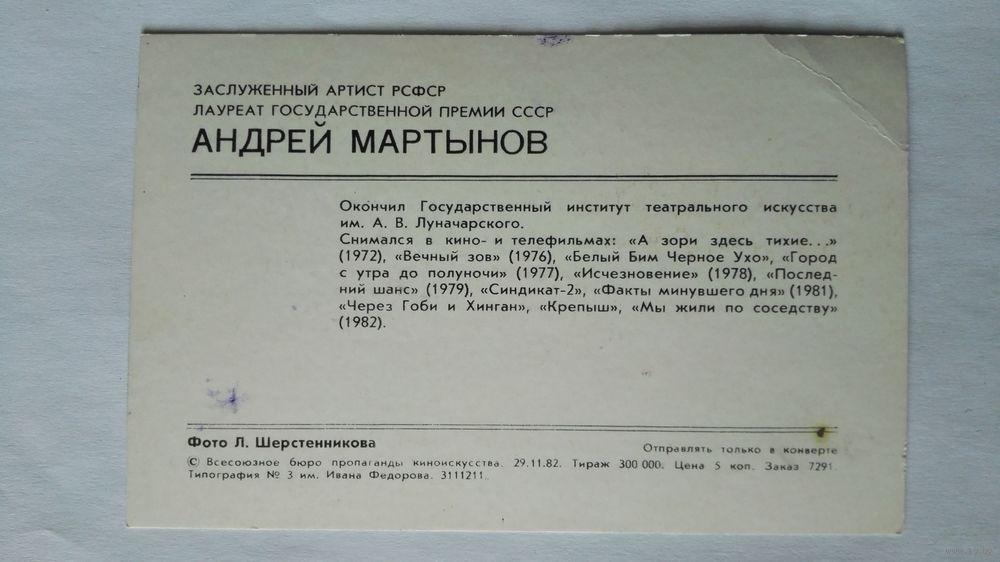 ЗАСЛУЖЕННЫЙ АРТИСТ РСФСР
ЛАУРЕАТ ГОСУДАРСТВЕННОЙ ПРЕМИИ СССР
АНДРЕЙ МАРТЫНОВ
Окончил Государственный институт театрального искусства
им. А. В. Луначарского.
Снимался в кино- и телефильмах: «А зори здесь тихие...»
(1972), «Вечный зов» (1976), «Белый Бим Черное Ухо», «Город
с утра до полуночи» (1977), «Исчезновение» (1978), «Послед-
ний шанс» (1979), «Синдикат-2», «Факты минувшего дня» (1981),
«Через Гоби и Хинган», «Крепыш», «Мы жили по соседству»
(1982).
Фото Л. Шерстенникова
Отправлять только в конверте
© Всесоюзное бюро пропаганды киноискусства. 29.11.82. Тираж 300 000. Цена 5 коп. Заказ 7291.
Типография № 3 им. Ивана Федорова. 3111211.